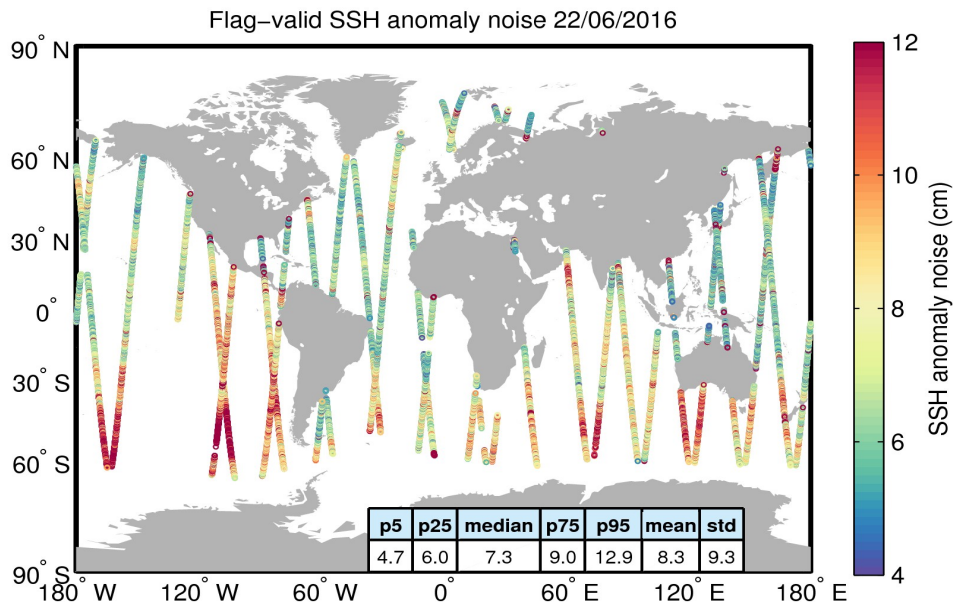 Flag−valid SSH anomaly noise 22/06/2016
90° N
60° N
30° N
0°
30° S
60° S
90° S
180° W
120° W
60° W
0°
60° E
120° E
180° E
p5 p25 median p75 p95 mean std
4.7 6.0 7.3 9.0 12.9 8.3 9.3
12
10
8
6
4
SSH anomaly noise (cm)